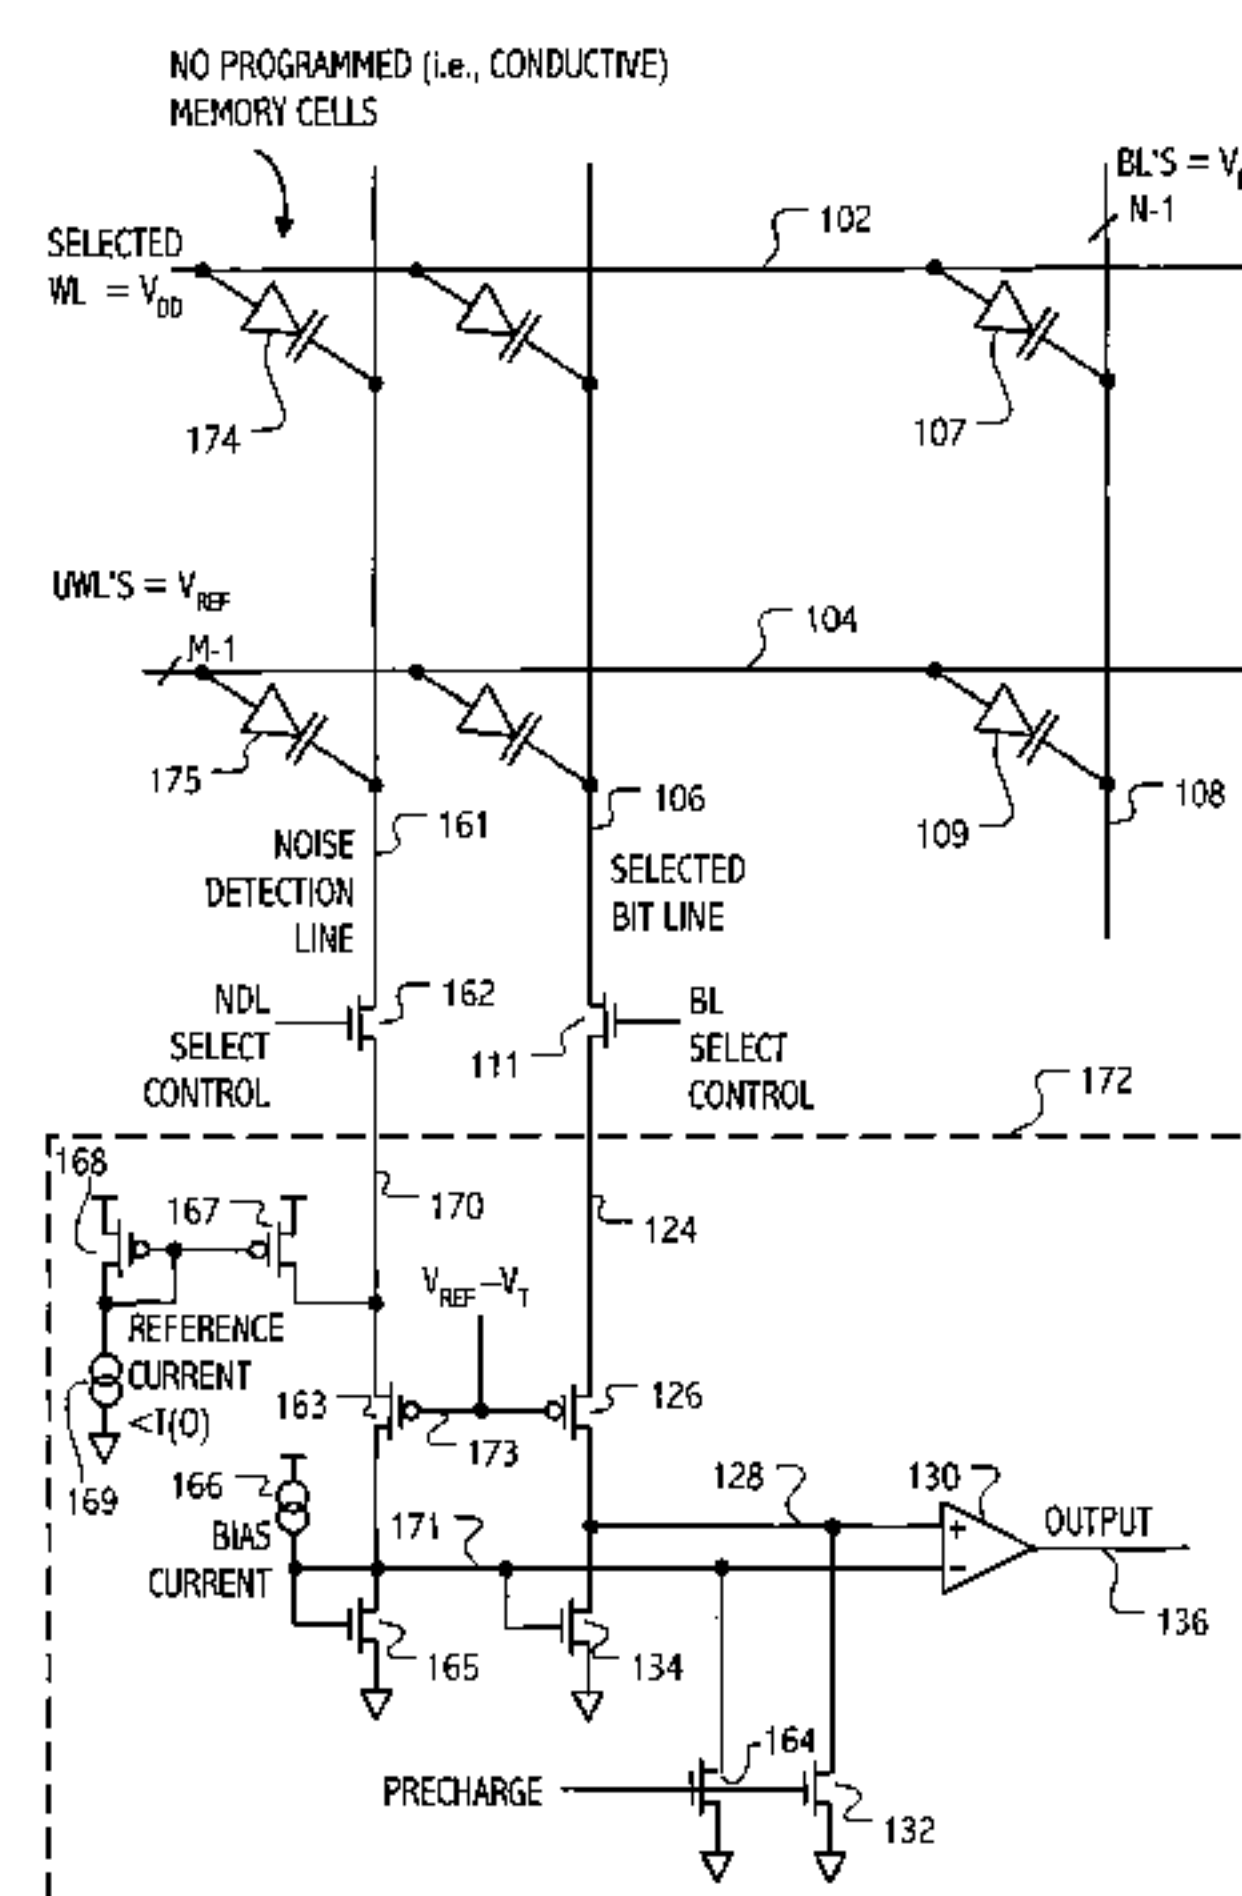 NO PROGRAMMED (i.e., CONDUCTIVE)
MEMORY CELLS
BL'S = V
N-1
102
SELECTED
WL = VDD
174
107
UWL'S = VREF
M-1
104
175
106
108
161
109
NOISE
DETECTION
LINE
SELECTED
BIT LINE
NDL
SELECT
CONTROL
162
111
BL
SELECT
CONTROL
172
168
167
170
124
VREF–VT
REFERENCE
CURRENT
<I(0)
163
126
173
169
166
BIAS
CURRENT
171
128
130
+
−
OUTPUT
136
165
134
164
PRECHARGE
132